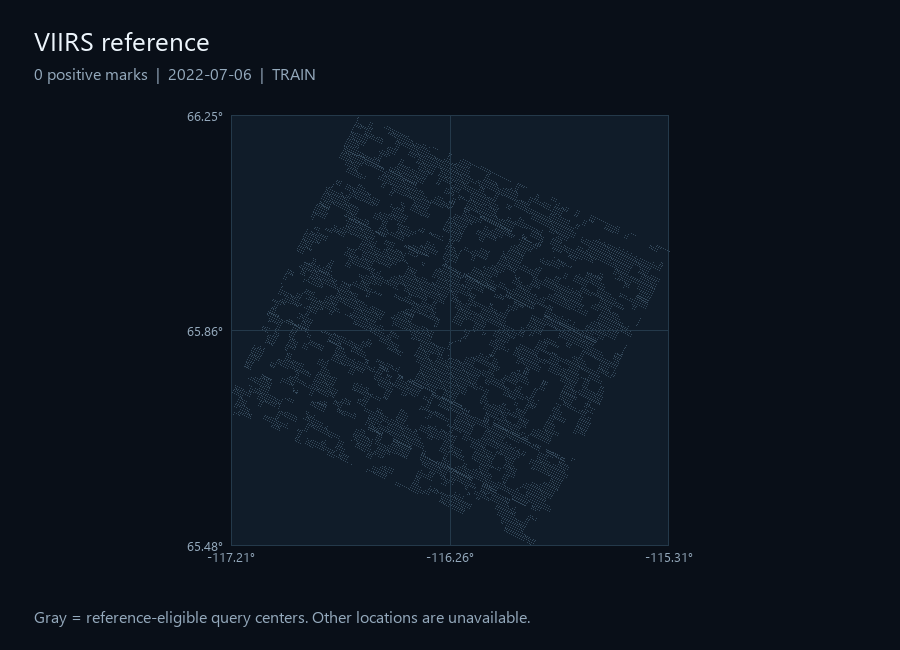 VIIRS reference
0 positive marks | 2022-07-06 | TRAIN
66.25°
65.86°
65.48°
-117.21° -116.26° -115.31°
Gray = reference-eligible query centers. Other locations are unavailable.